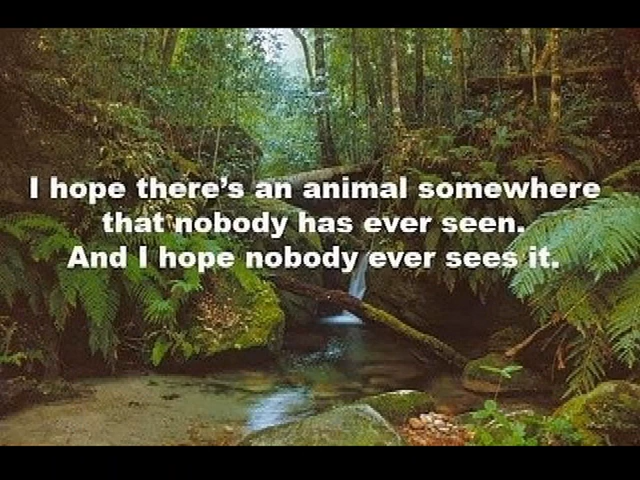 I hope there's an animal somewhere
that nobody has ever seen.
And I hope nobody ever sees it.